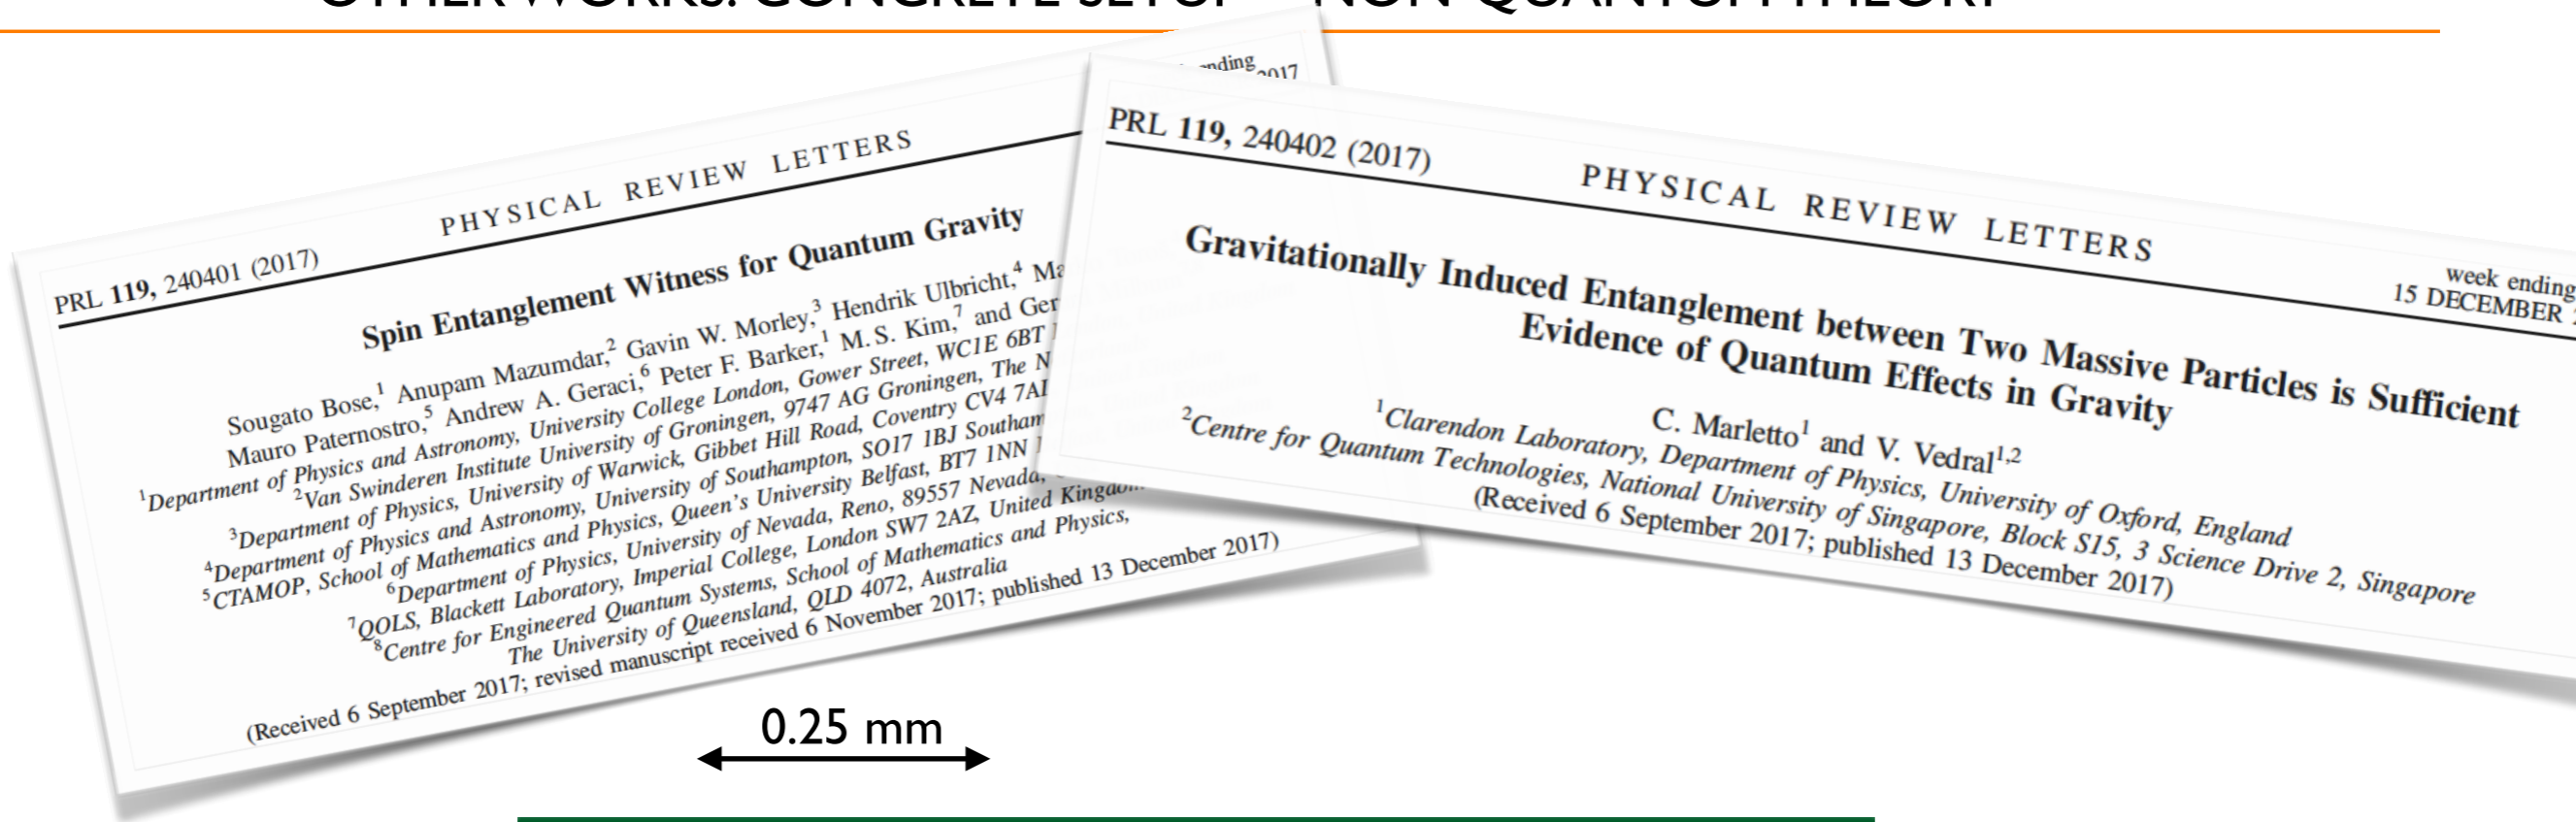 OTHER WORKS: CONCRETE SETUP NON-QUANTUM THEORY
PRL 119, 240401 (2017)
PHYSICAL REVIEW LETTERS
Spin Entanglement Witness for Quantum Gravity
Sougato Bose,1 Anupam Mazumdar,2 Gavin W. Morley,3 Hendrik Ulbricht,4
Mauro Paternostro,5 Andrew A. Geraci,6 Peter F. Barker,1 M. S. Kim,7 and
1Department of Physics and Astronomy, University College London, Gower Street, WC1E 6BT
2Van Swinderen Institute University of Groningen, 9747 AG Groningen, The
3Department of Physics, University of Warwick, Gibbet Hill Road, Coventry CV4
4Department of Physics and Astronomy, University of Southampton, SO17 1BJ
5CTAMOP, School of Mathematics and Physics, Queen's University Belfast, BT7 1NN
6Department of Physics, University of Nevada, Reno, 89557 Nevada,
7QOLS, Blackett Laboratory, Imperial College, London SW7 2AZ, United
8Centre for Engineered Quantum Systems, School of Mathematics and Physics,
The University of Queensland, QLD 4072, Australia
(Received 6 September 2017; revised manuscript received 6 November 2017; published 13 December 2017)
PRL 119, 240402 (2017)
PHYSICAL REVIEW LETTERS
week ending
15 DECEMBER
Gravitationally Induced Entanglement between Two Massive Particles is Sufficient
Evidence of Quantum Effects in Gravity
C. Marletto1 and V. Vedral1,2
1Clarendon Laboratory, Department of Physics, University of Oxford, England
2Centre for Quantum Technologies, National University of Singapore, Block S15, 3 Science Drive 2, Singapore
(Received 6 September 2017; published 13 December 2017)
0.25 mm